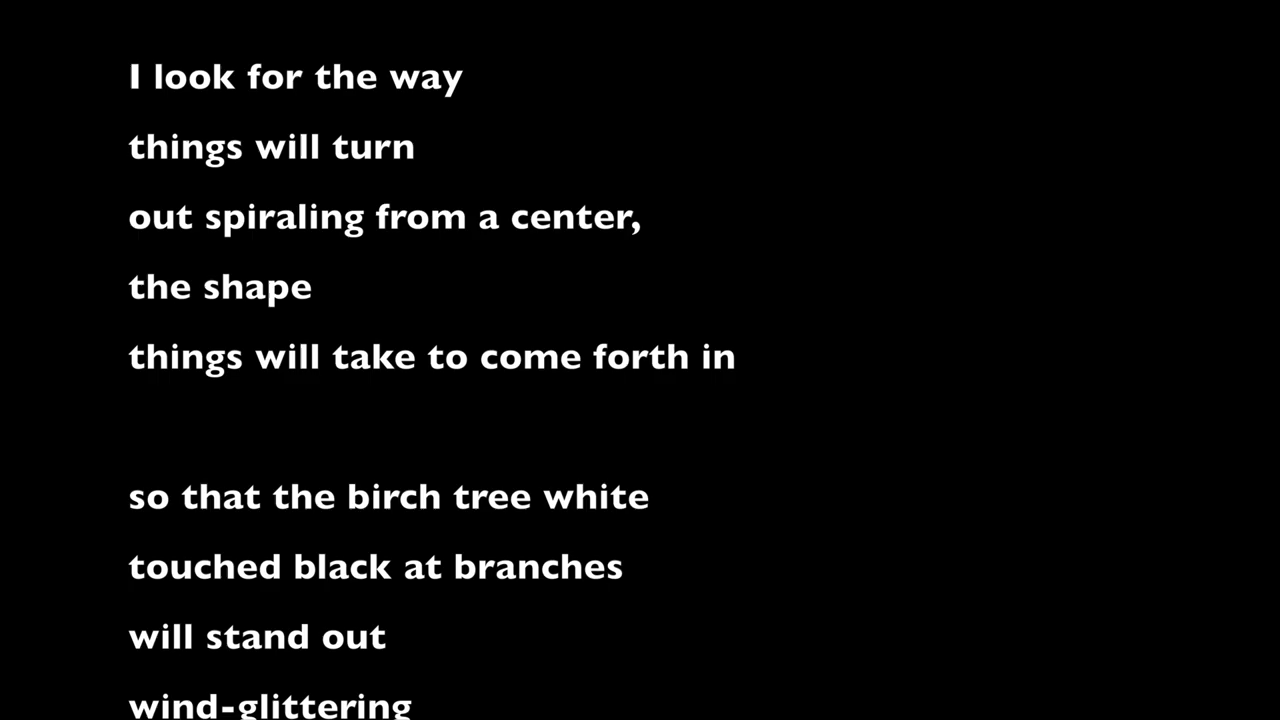 I look for the way
things will turn
out spiraling from a center,
the shape
things will take to come forth in
so that the birch tree white
touched black at branches
will stand out
wind-glittering